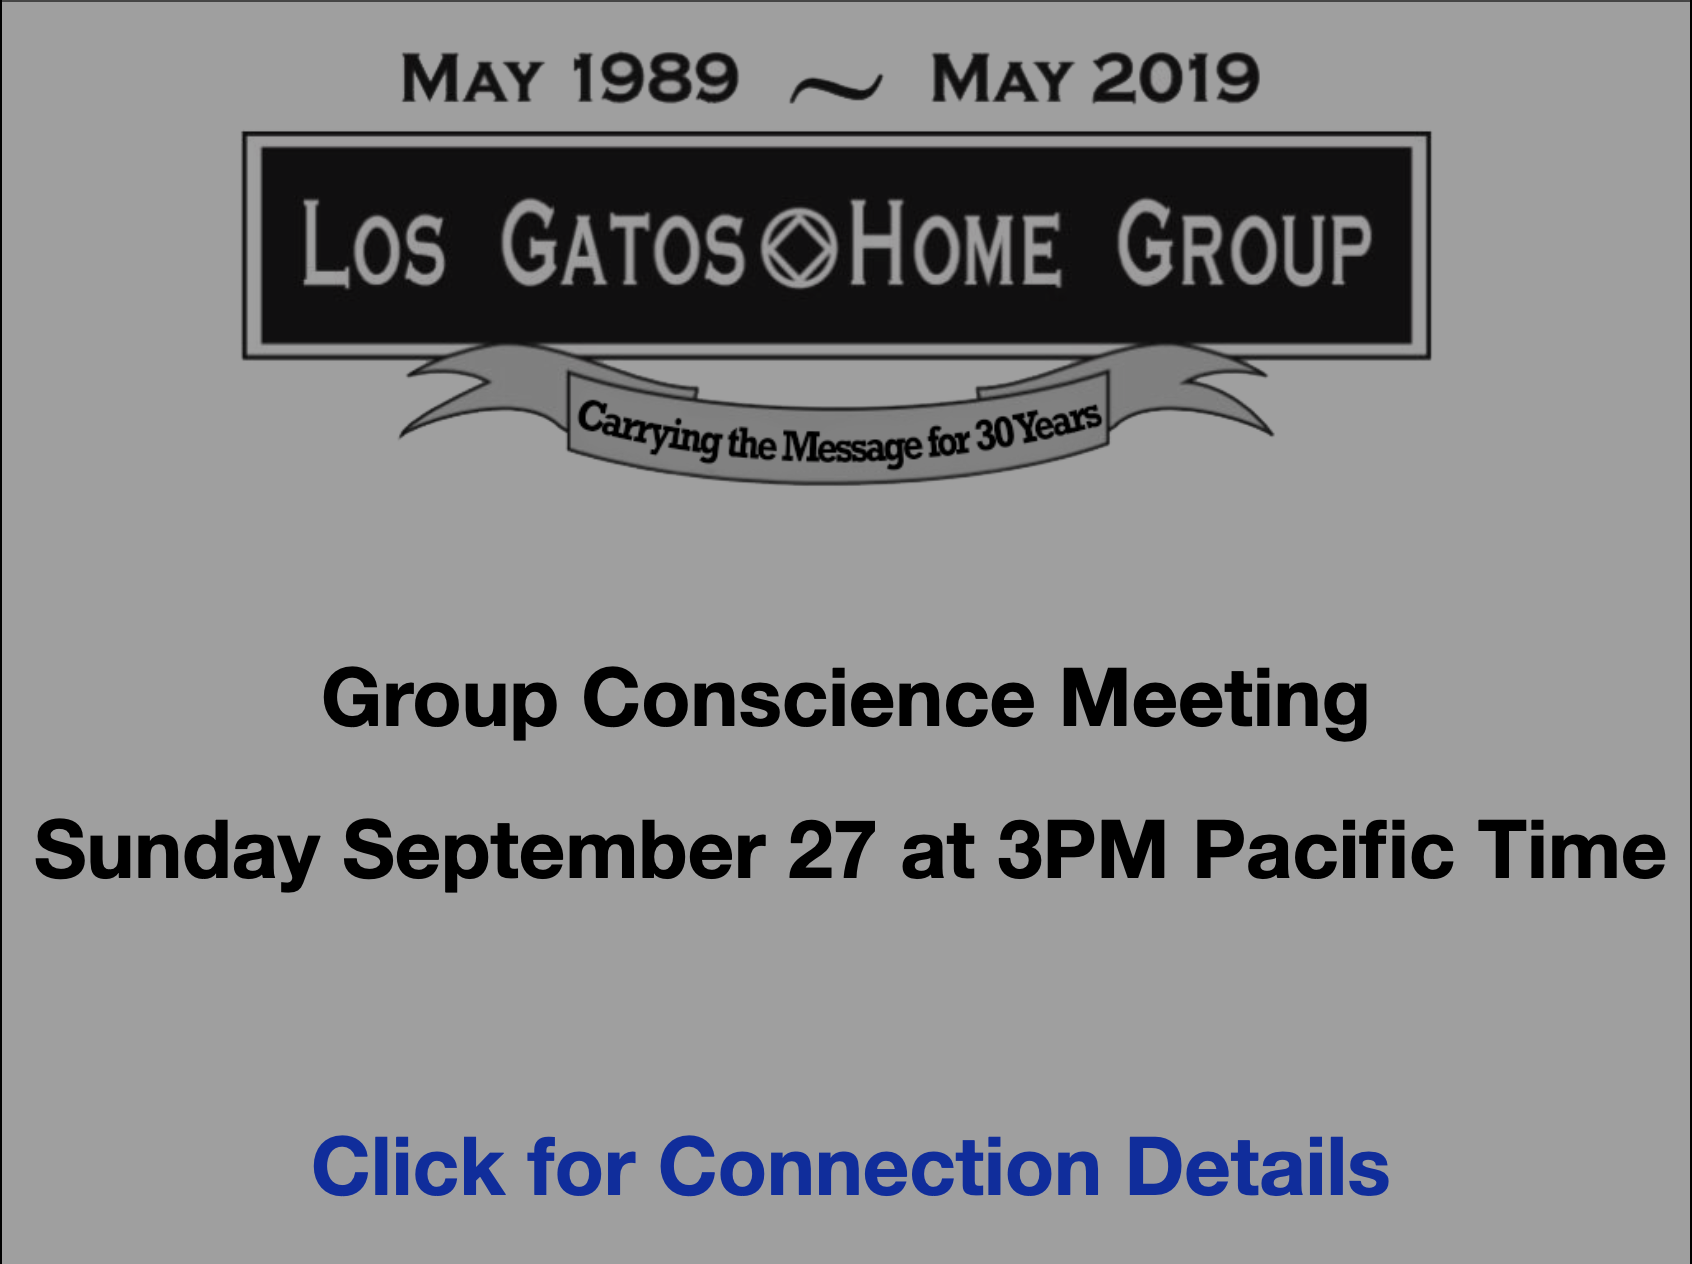 May 1989 ~ May 2019
Los Gatos Home Group
Carrying the Message for 30 Years
Group Conscience Meeting
Sunday September 27 at 3PM Pacific Time
Click for Connection Details